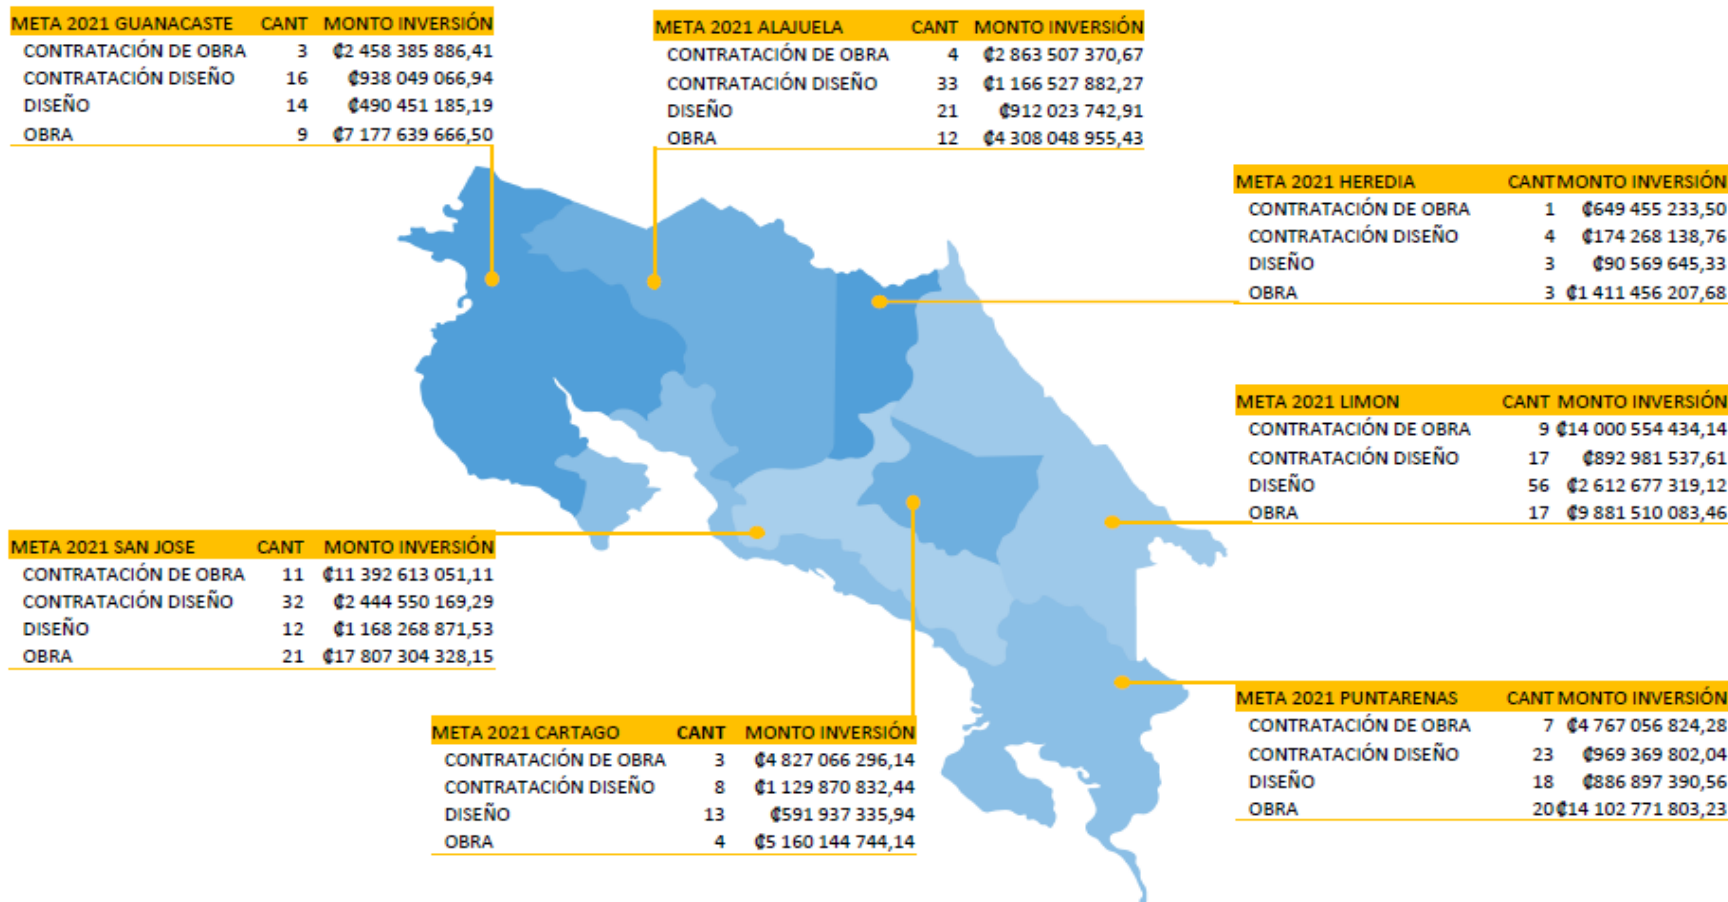 META 2021 GUANACASTE CANT MONTO INVERSIÓN
CONTRATACIÓN DE OBRA 3 ₡2 458 385 886,41
CONTRATACIÓN DISEÑO 16 ₡938 049 066,94
DISEÑO 14 ₡490 451 185,19
OBRA 9 ₡7 177 639 666,50
META 2021 ALAJUELA CANT MONTO INVERSIÓN
CONTRATACIÓN DE OBRA 4 ₡2 863 507 370,67
CONTRATACIÓN DISEÑO 33 ₡1 166 527 882,27
DISEÑO 21 ₡912 023 742,91
OBRA 12 ₡4 308 048 955,43
META 2021 HEREDIA CANT MONTO INVERSIÓN
CONTRATACIÓN DE OBRA 1 ₡649 455 233,50
CONTRATACIÓN DISEÑO 4 ₡174 268 138,76
DISEÑO 3 ₡90 569 645,33
OBRA 3 ₡1 411 456 207,68
META 2021 LIMON CANT MONTO INVERSIÓN
CONTRATACIÓN DE OBRA 9 ₡14 000 554 434,14
CONTRATACIÓN DISEÑO 17 ₡892 981 537,61
DISEÑO 56 ₡2 612 677 319,12
OBRA 17 ₡9 881 510 083,46
META 2021 SAN JOSE CANT MONTO INVERSIÓN
CONTRATACIÓN DE OBRA 11 ₡11 392 613 051,11
CONTRATACIÓN DISEÑO 32 ₡2 444 550 169,29
DISEÑO 12 ₡1 168 268 871,53
OBRA 21 ₡17 807 304 328,15
META 2021 CARTAGO CANT MONTO INVERSIÓN
CONTRATACIÓN DE OBRA 3 ₡4 827 066 296,14
CONTRATACIÓN DISEÑO 8 ₡1 129 870 832,44
DISEÑO 13 ₡591 937 335,94
OBRA 4 ₡5 160 144 744,14
META 2021 PUNTARENAS CANT MONTO INVERSIÓN
CONTRATACIÓN DE OBRA 7 ₡4 767 056 824,28
CONTRATACIÓN DISEÑO 23 ₡969 369 802,04
DISEÑO 18 ₡886 897 390,56
OBRA 20 ₡14 102 771 803,23